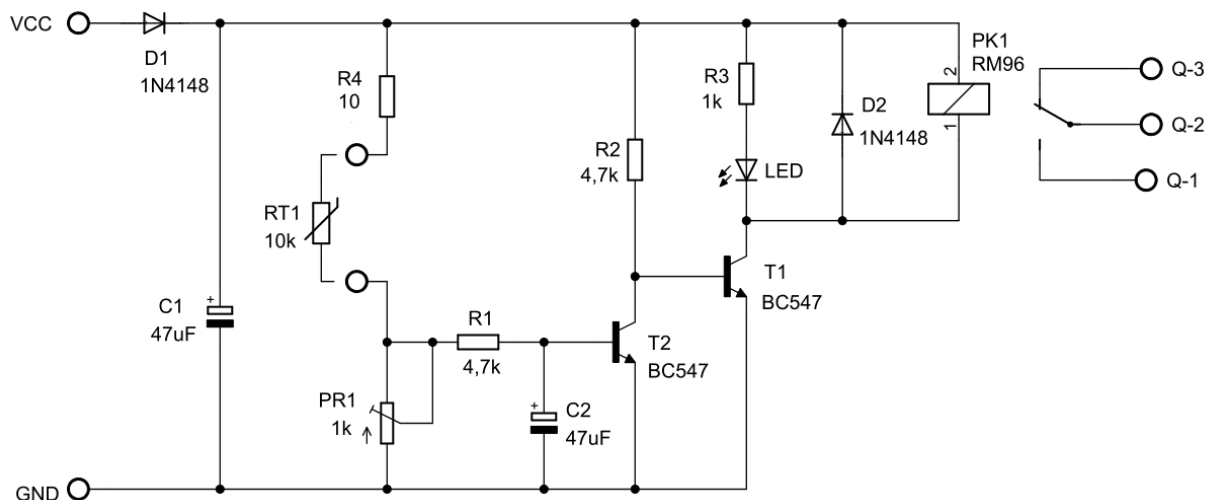 VCC
D1
1N4148
R4
10
R3
1k
PK1
RM96
2
1
D2
1N4148
Q-3
Q-2
Q-1
R2
4,7k
LED
RT1
10k
C1
+
47uF
R1
4,7k
T1
BC547
T2
BC547
PR1
1k
+
C2
47uF
GND